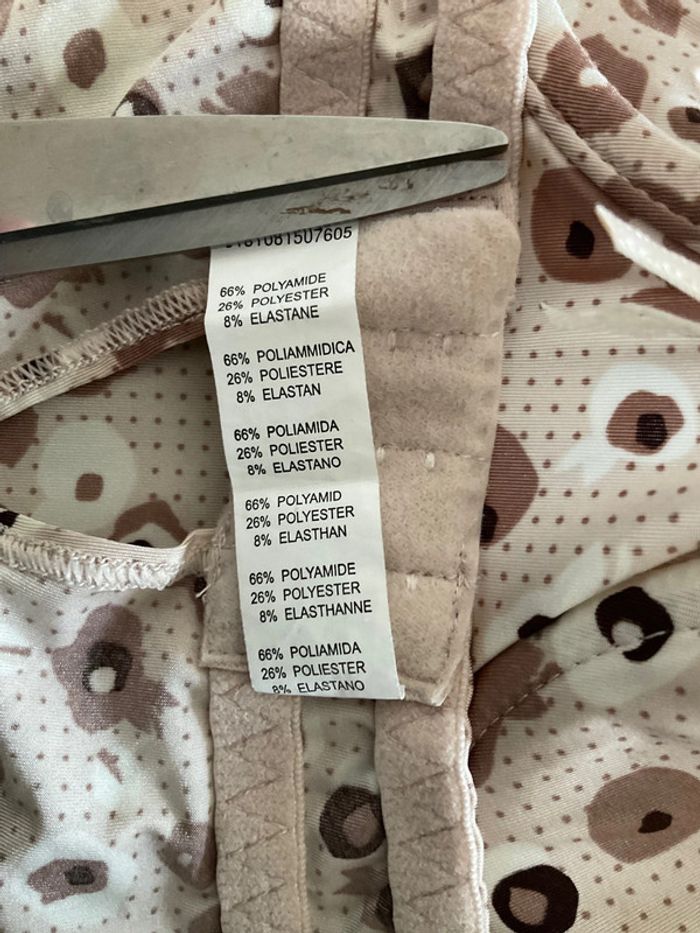 66% POLYAMIDE
26% POLYESTER
8% ELASTANE
66% POLIAMMIDICA
26% POLIESTERE
8% ELASTAN
66% POLIAMIDA
26% POLIESTER
8% ELASTANO
66% POLYAMID
26% POLYESTER
8% ELASTHAN
66% POLYAMIDE
26% POLYESTER
8% ELASTHANNE
66% POLIAMIDA
26% POLIESTER
8% ELASTANO